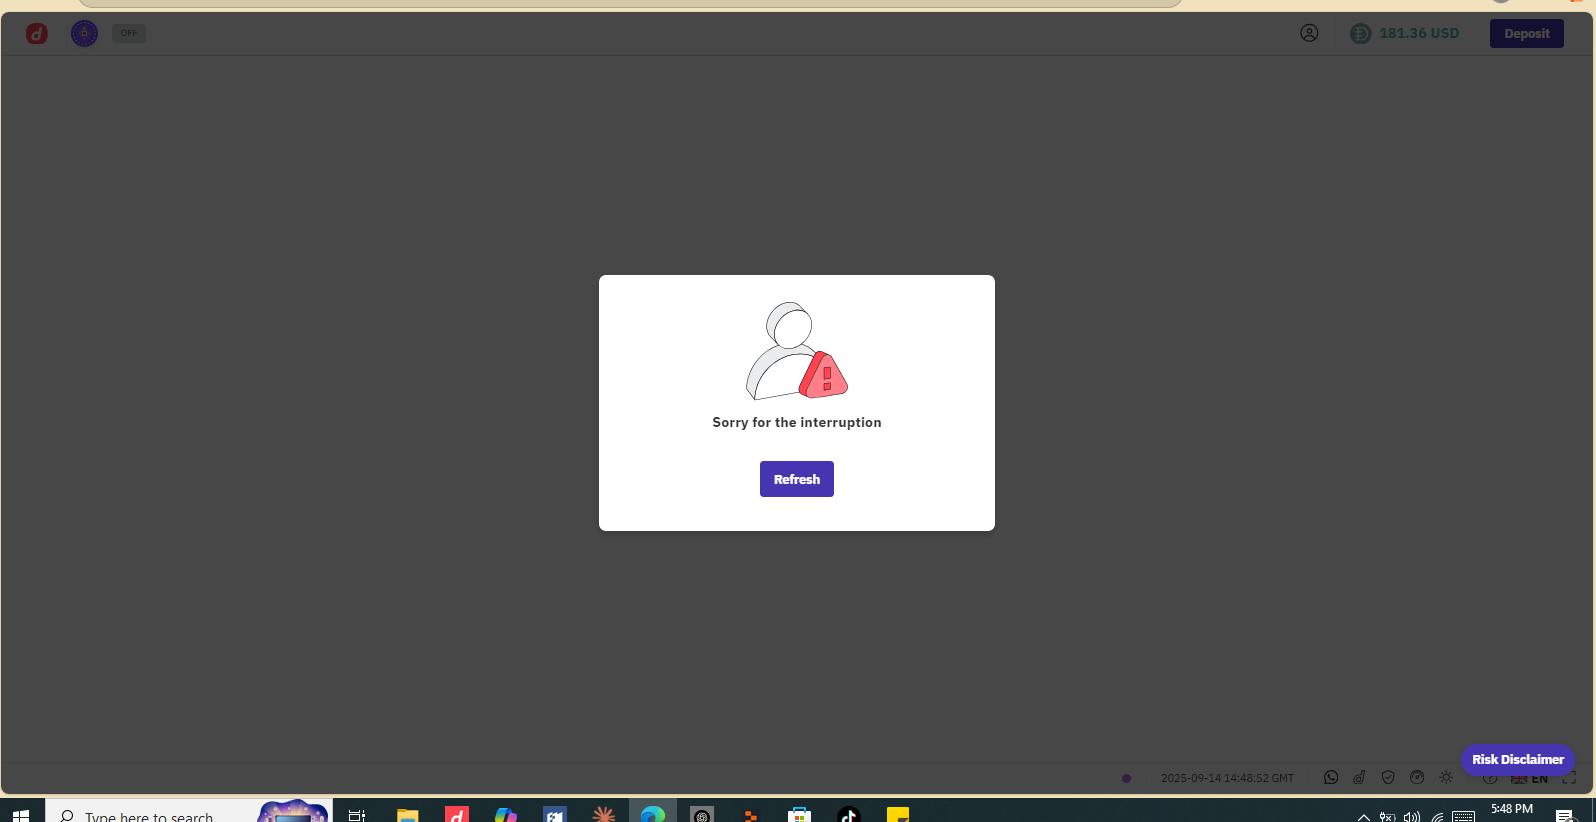 d
OFF
181.36 USD
Deposit
Sorry for the interruption
Refresh
Risk Disclaimer
2025-09-14 14:48:52 GMT
EN
Type here to search
5:48 PM